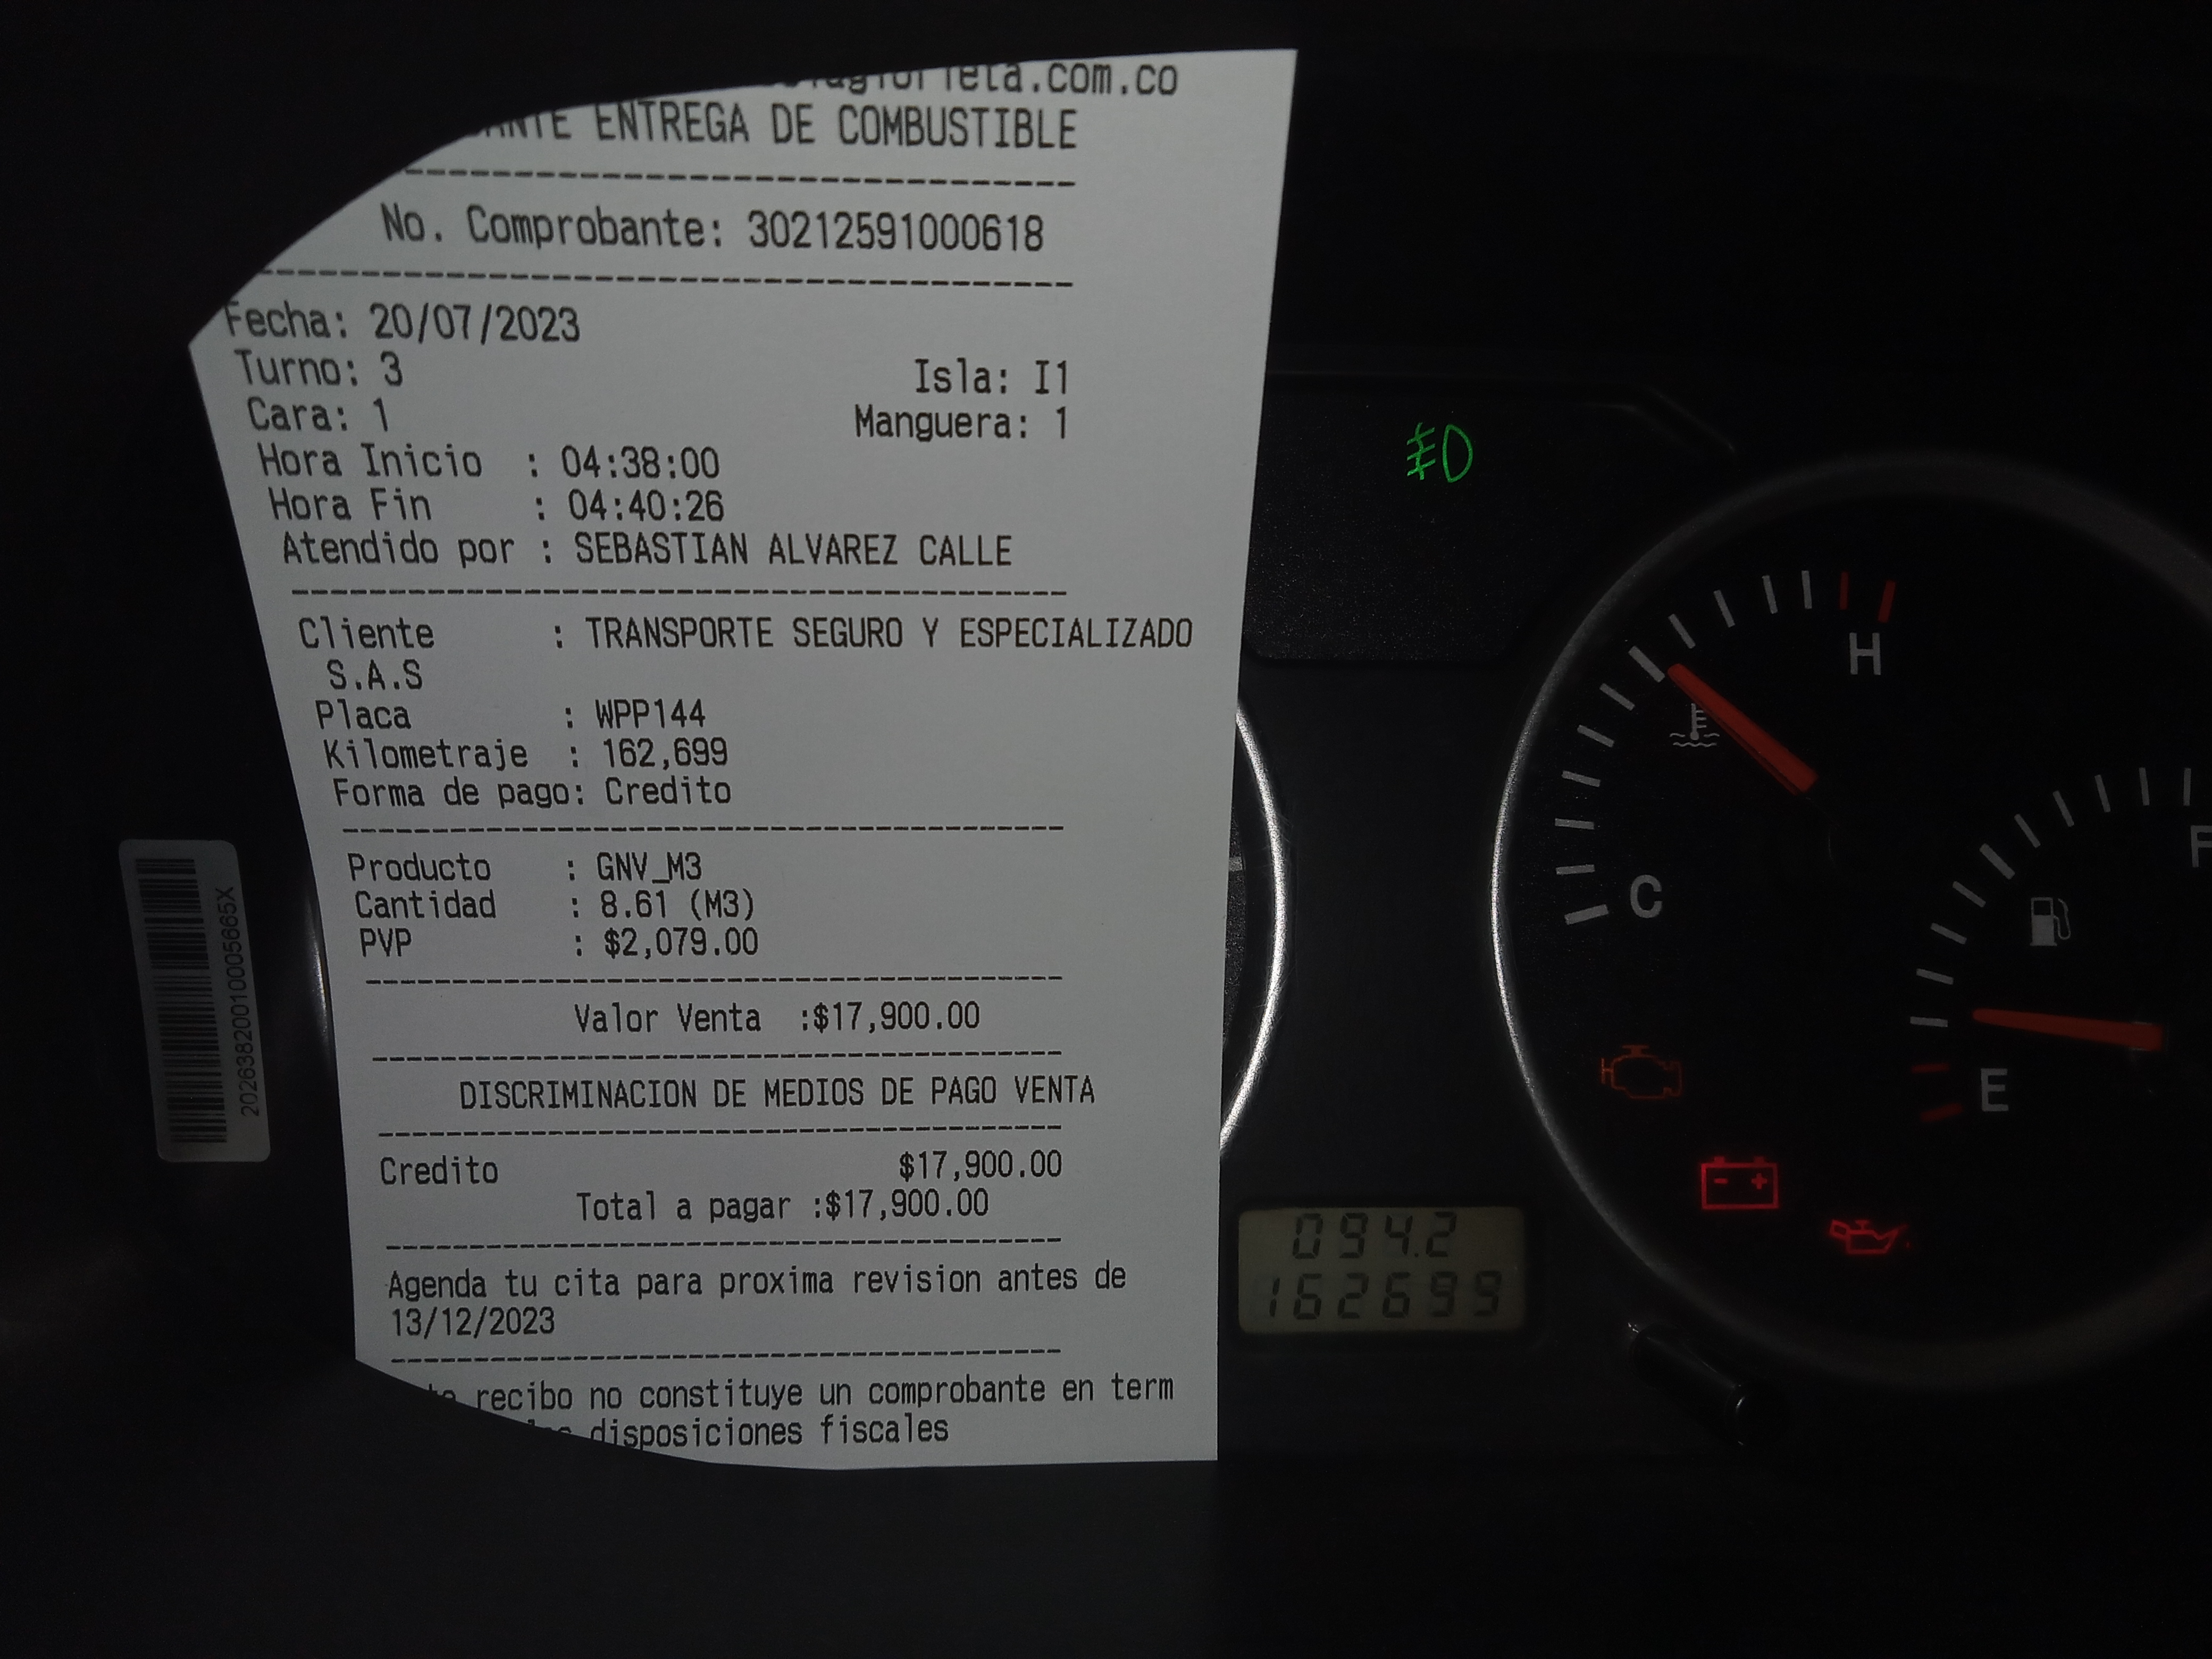 ENTREGA DE COMBUSTIBLE
No. Comprobante: 30212591000618
Fecha: 20/07/2023
Turno: 3 Isla: I1
Cara: 1 Manguera: 1
Hora Inicio : 04:38:00
Hora Fin : 04:40:26
Atendido por : SEBASTIAN ALVAREZ CALLE
Cliente : TRANSPORTE SEGURO Y ESPECIALIZADO
S.A.S
Placa : WPP144
Kilometraje : 162,699
Forma de pago: Credito
Producto : GNV_M3
Cantidad : 8.61 (M3)
PVP : $2,079.00
Valor Venta :$17,900.00
DISCRIMINACION DE MEDIOS DE PAGO VENTA
Credito $17,900.00
Total a pagar :$17,900.00
Agenda tu cita para proxima revision antes de
13/12/2023
recibo no constituye un comprobante en term
disposiciones fiscales
H
C
F
E
094.2
162699